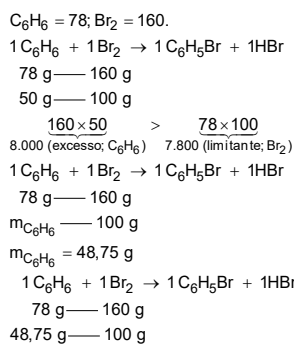 C₆H₆ = 78; Br₂ = 160.
1 C₆H₆ + 1 Br₂ → 1 C₆H₅Br + 1HBr
78 g—— 160 g
50 g—— 100 g
160 × 50 > 78 × 100
8.000 (excesso; C₆H₆) 7.800 (limitante; Br₂)
1 C₆H₆ + 1 Br₂ → 1 C₆H₅Br + 1HBr
78 g—— 160 g
m_C₆H₆ —— 100 g
m_C₆H₆ = 48,75 g
1 C₆H₆ + 1 Br₂ → 1 C₆H₅Br + 1HBr
78 g—— 160 g
48,75 g—— 100 g